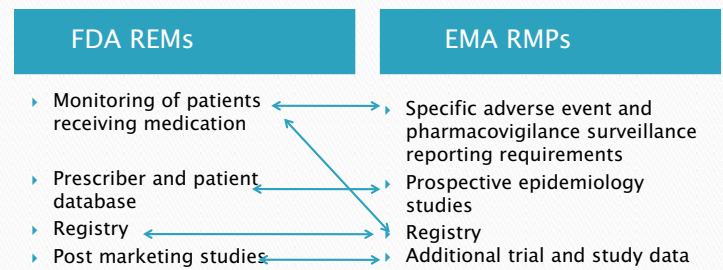 FDA REMs
Monitoring of patients
receiving medication
Prescriber and patient
database
Registry
Post marketing studies
EMA RMPs
Specific adverse event and
pharmacovigilance surveillance
reporting requirements
Prospective epidemiology
studies
Registry
Additional trial and study data